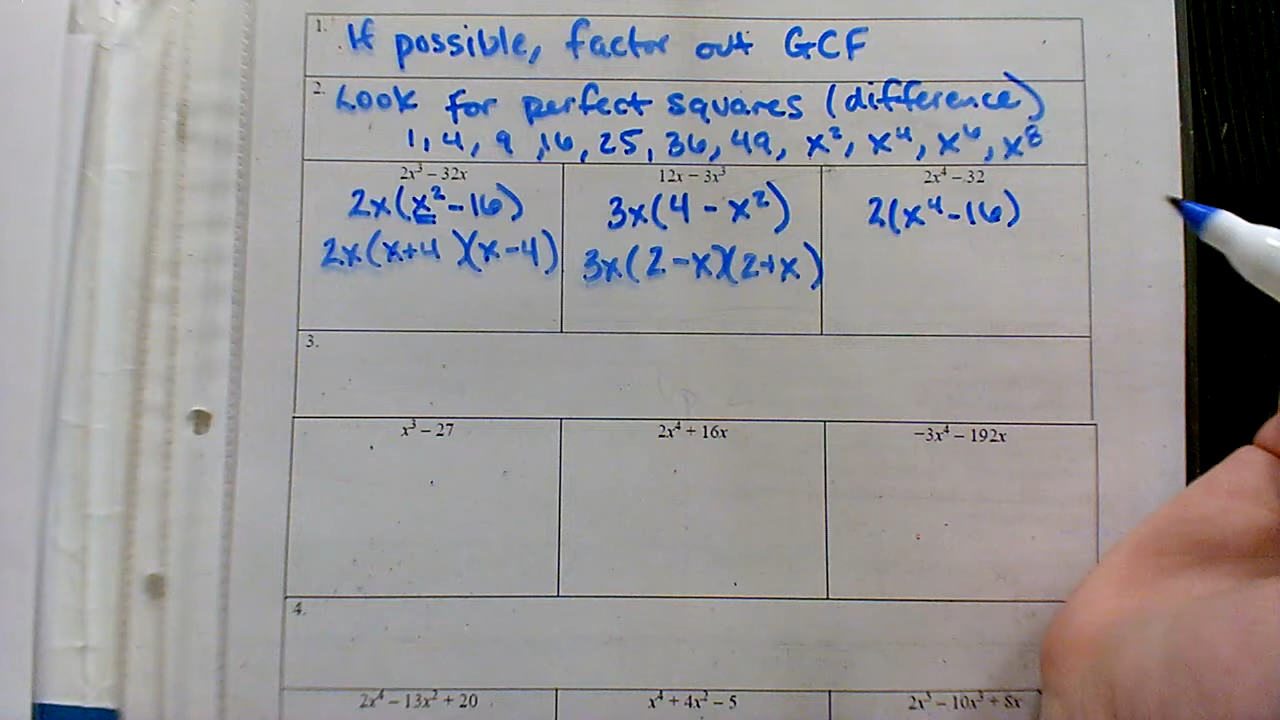 1. If possible, factor out GCF
2. Look for perfect squares (difference)
1, 4, 9, 16, 25, 36, 49, x², x⁴, x⁶, x⁸
2x³ – 32x
2x(x² - 16)
2x(x+4)(x-4)
12x – 3x³
3x(4 - x²)
3x(2-x)(2+x)
2x⁴ – 32
2(x⁴ - 16)
3.
x³ – 27
2x⁴ + 16x
–3x⁴ – 192x
4.
2x⁴ – 13x² + 20
x⁴ + 4x² – 5
– 10x³ + 8x